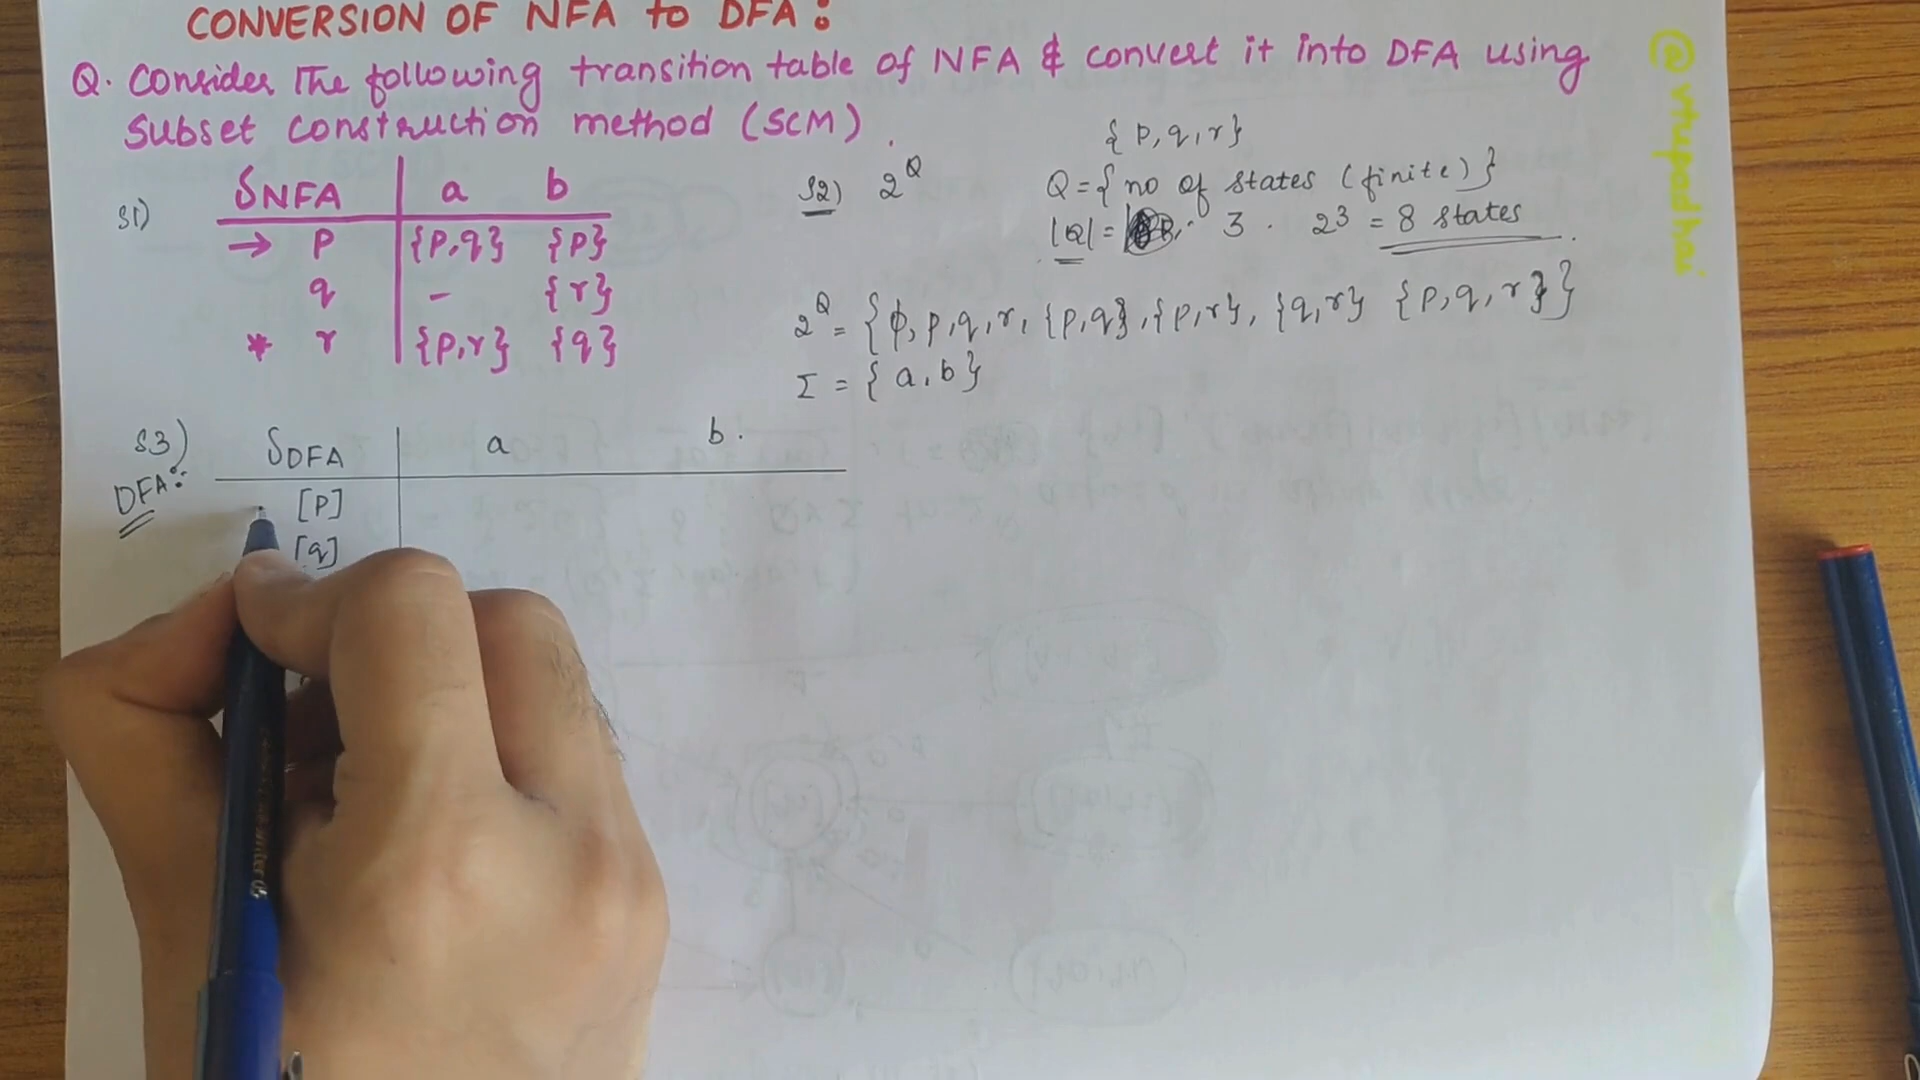 CONVERSION OF NFA to DFA:
Q. Consider The following transition table of NFA & convert it into DFA using
Subset construction method (SCM).
S1)
δNFA a b
→ p {p,q} {p}
q - {r}
* r {p,r} {q}
S2) 2^Q
{p,q,r}
Q = { no of states (finite) }
|Q| = 3. 2^3 = 8 states.
2^Q = {ϕ, p,q,r, {p,q},{p,r}, {q,r} {p,q,r}}
Σ = { a, b}
S3)
DFA:
δDFA a b.
[P]
[q]
@vtupadhai